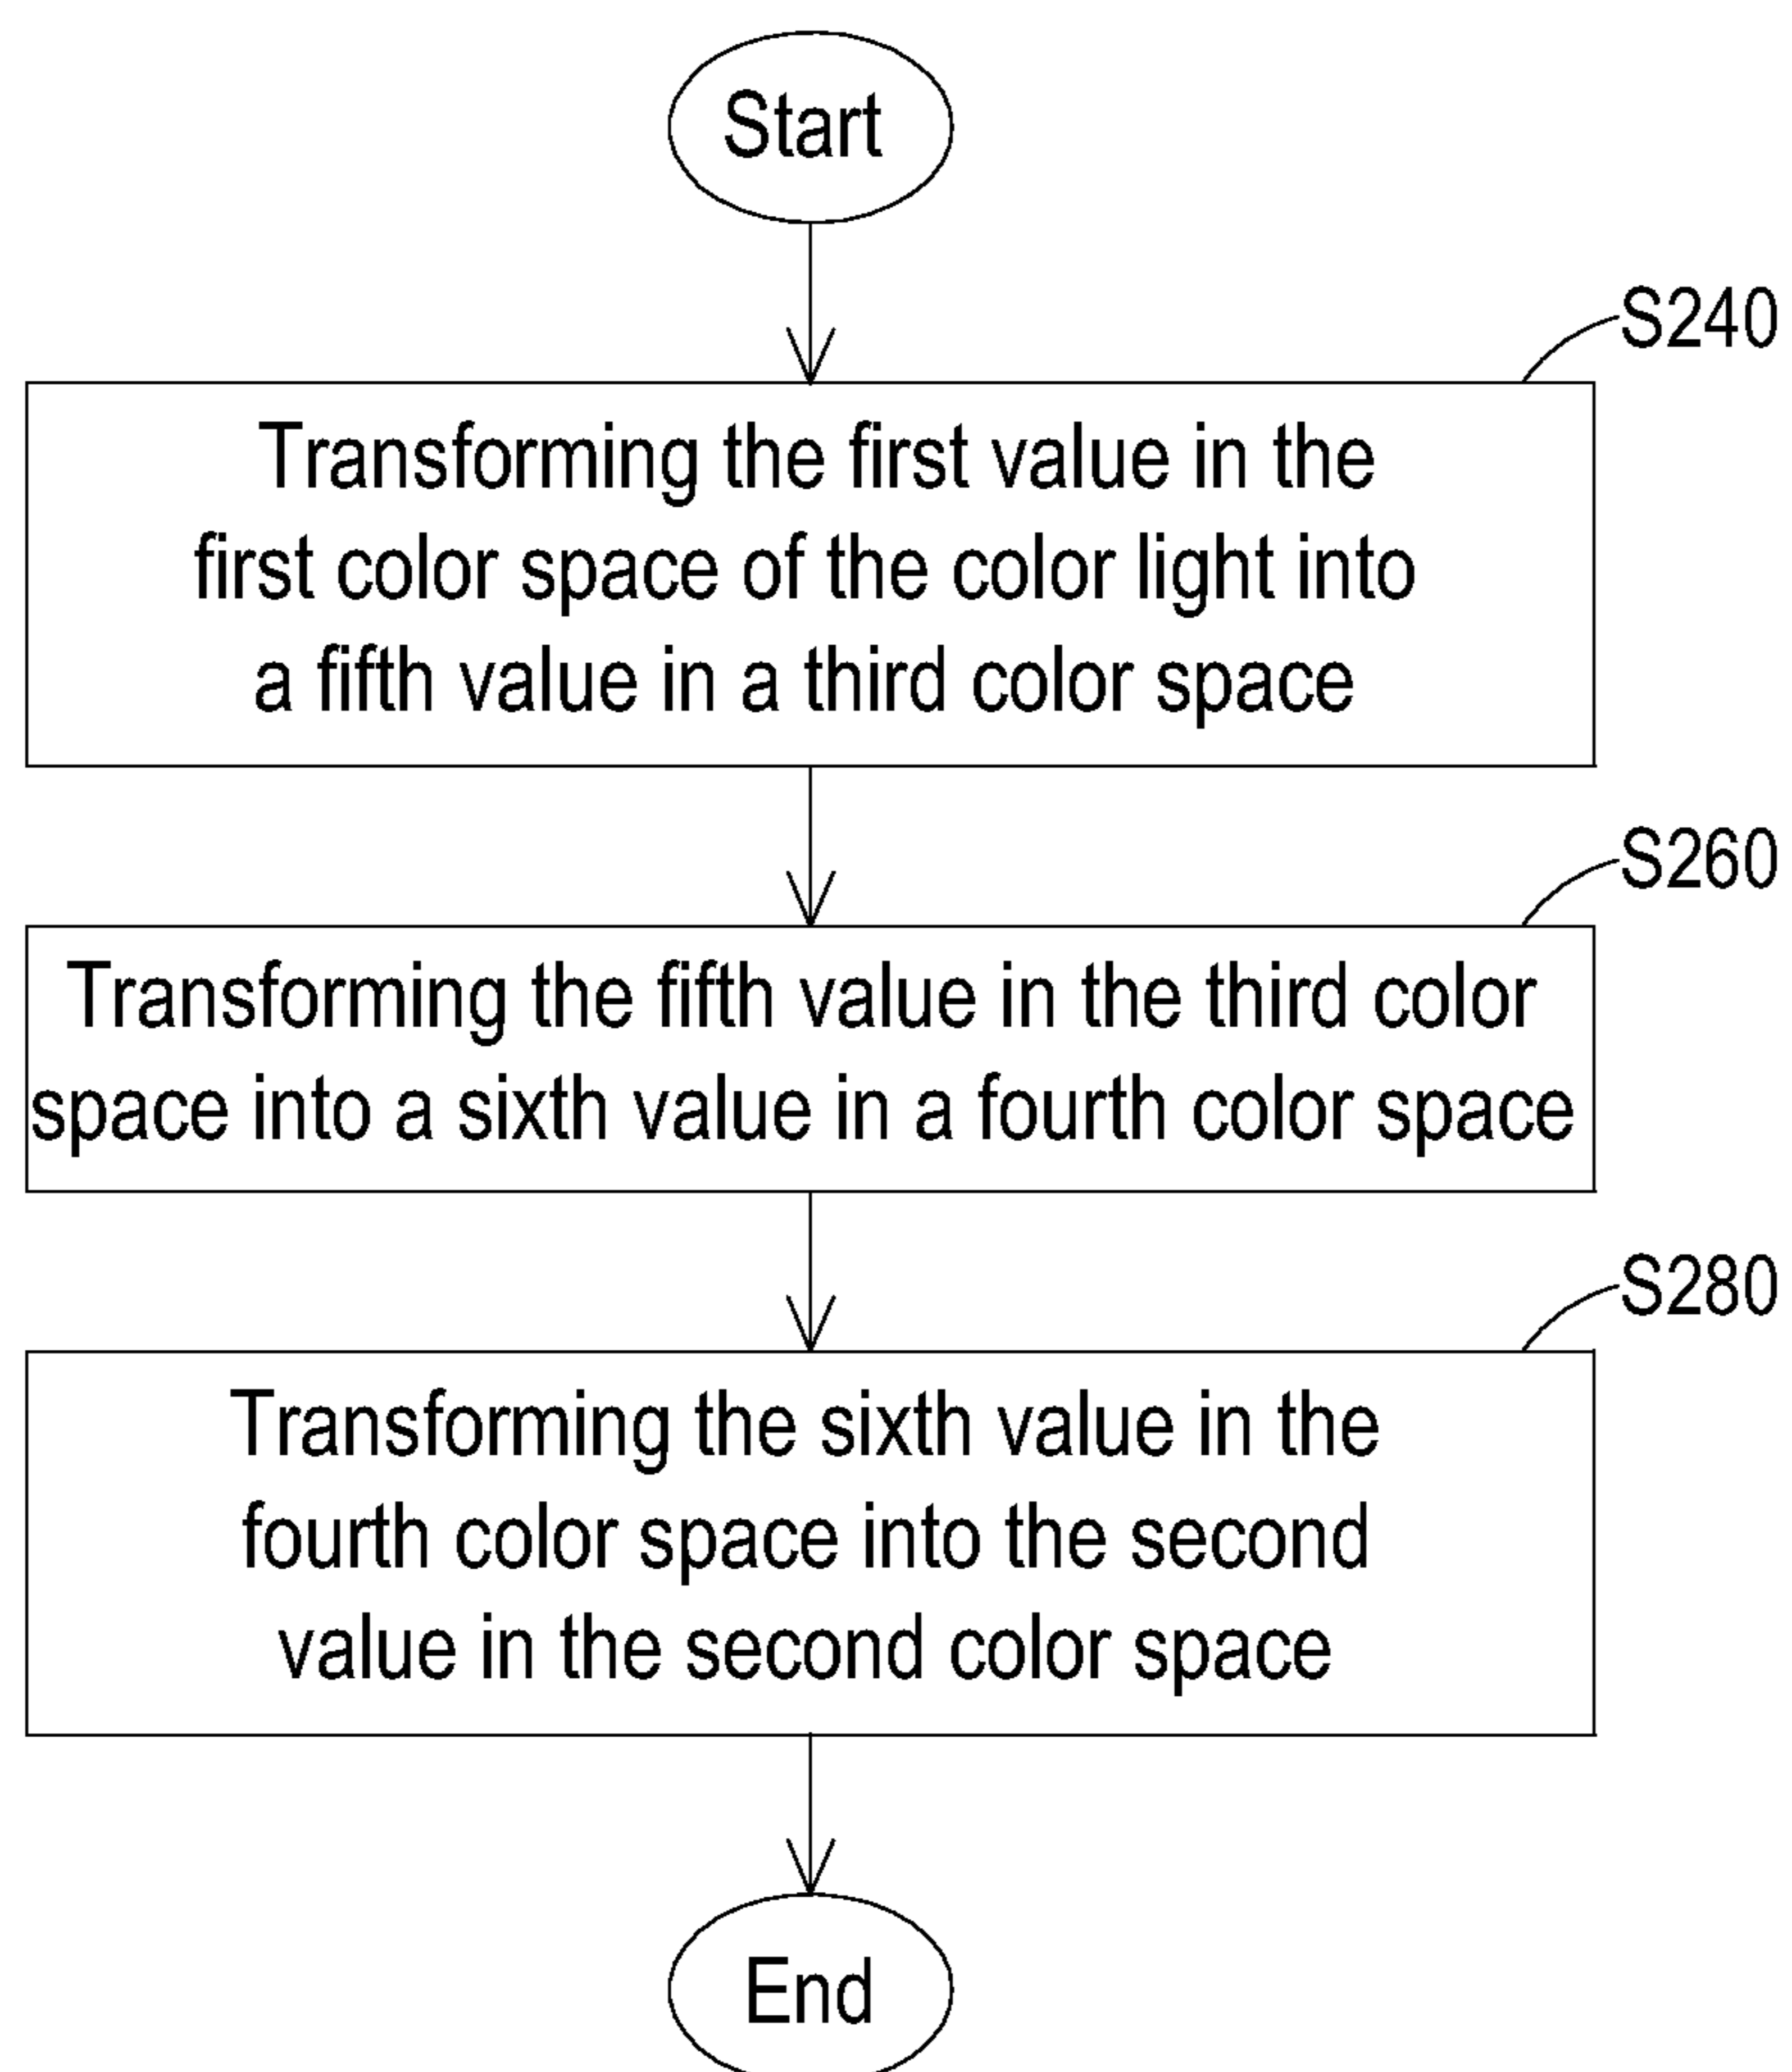 Start
S240
Transforming the first value in the
first color space of the color light into
a fifth value in a third color space
S260
Transforming the fifth value in the third color
space into a sixth value in a fourth color space
S280
Transforming the sixth value in the
fourth color space into the second
value in the second color space
End